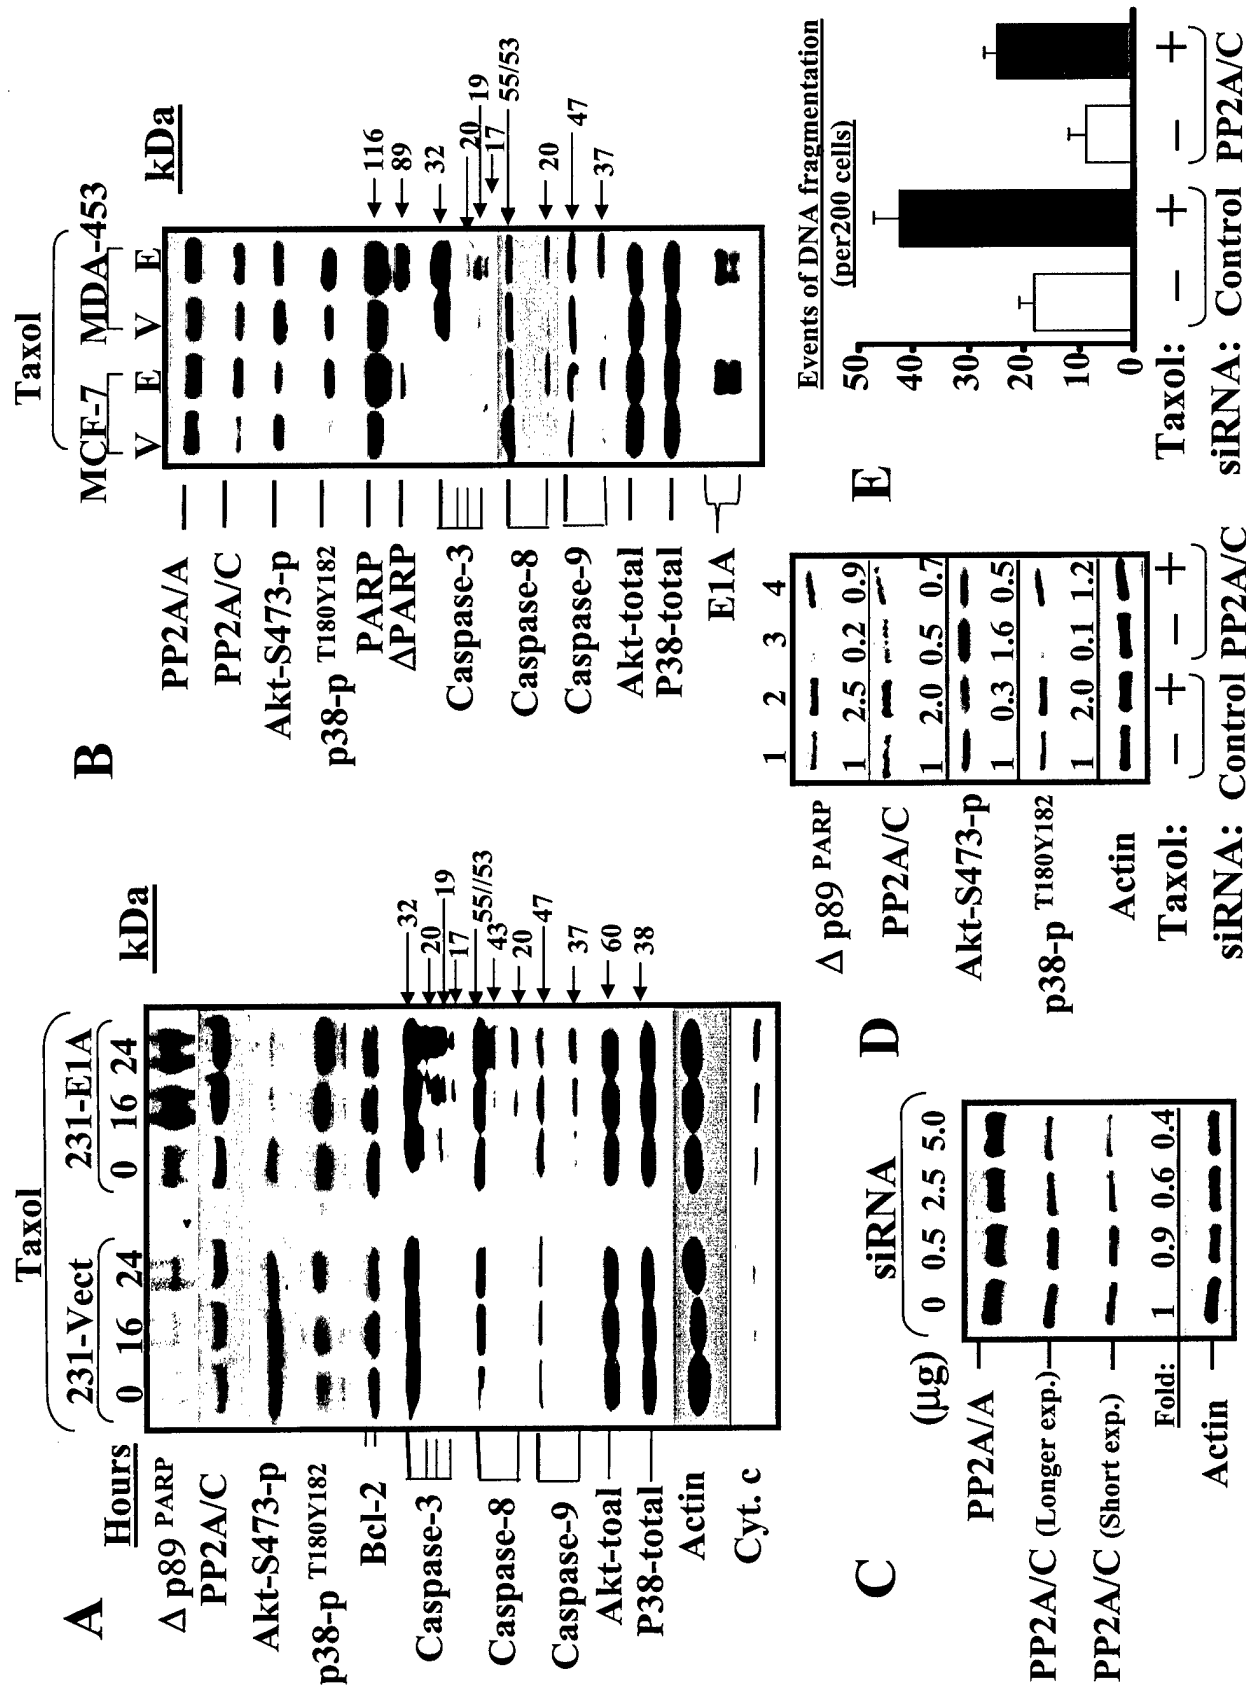 A
Taxol
231-Vect 231-E1A
kDa
Hours 0 16 24 0 16 24
Δ p89 PARP
PP2A/C
Akt-S473-p
p38-p T180Y182
Bcl-2
Caspase-3
Caspase-8
Caspase-9
Akt-toal
P38-total
Actin
Cyt. c
32
20
19
17
55//53
43
20
47
37
60
38
B
Taxol
MCF-7 MDA-453
kDa
V E V E
PP2A/A
PP2A/C
Akt-S473-p
p38-p T180Y182
PARP
ΔPARP
Caspase-3
Caspase-8
Caspase-9
Akt-total
P38-total
E1A
116
89
32
20
19
17
55/53
20
47
37
C
siRNA
(μg) 0 0.5 2.5 5.0
PP2A/A
PP2A/C (Longer exp.)
PP2A/C (Short exp.)
Fold: 1 0.9 0.6 0.4
Actin
D
1 2 3 4
Δ p89 PARP
1 2.5 0.2 0.9
PP2A/C
1 2.0 0.5 0.7
Akt-S473-p
1 0.3 1.6 0.5
p38-p T180Y182
1 2.0 0.1 1.2
Actin
Taxol: − + − +
siRNA: Control PP2A/C
E
Events of DNA fragmentation
(per200 cells)
50
40
30
20
10
0
Taxol: − + − +
siRNA: Control PP2A/C